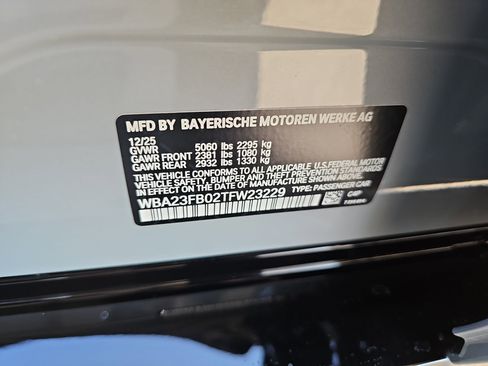 MFD BY BAYERISCHE MOTOREN WERKE AG
12/25
GVWR 5060 lbs 2295 kg
GAWR FRONT 2381 lbs 1080 kg
GAWR REAR 2932 lbs 1330 kg
THIS VEHICLE CONFORMS TO ALL APPLICABLE U.S. FEDERAL MOTOR
VEHICLE SAFETY, BUMPER, AND THEFT PREVENTION STANDARDS
IN EFFECT ON THE DATE OF MANUFACTURE SHOWN ABOVE.
WBA23FB02TFW23229 TYPE: PASSENGER CAR
C4P